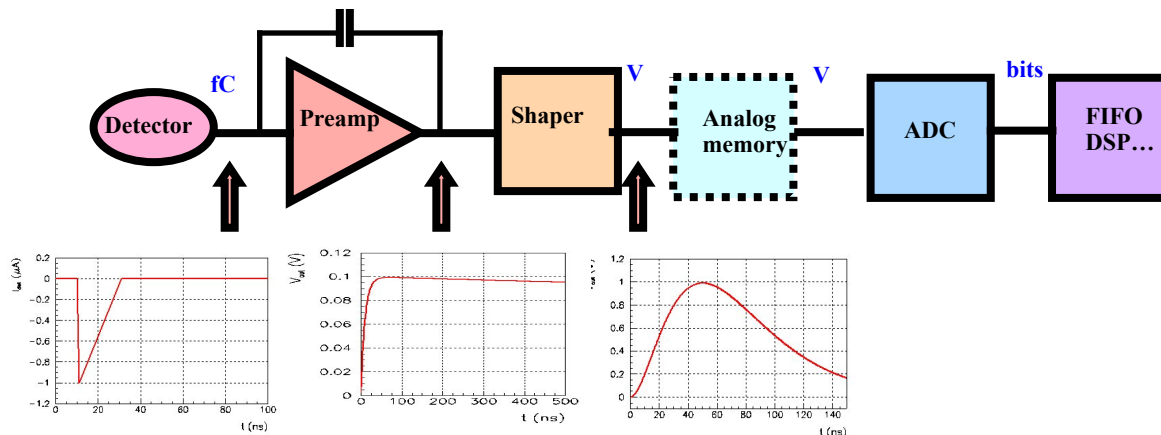 fC
V
V
bits
Detector
Preamp
Shaper
Analog
memory
ADC
FIFO
DSP…
(μA)
0.2
0
−0.2
−0.4
−0.6
−0.8
−1
−1.2
0 20 40 60 80 100
t (ns)
V (V)
0.12
0.1
0.08
0.06
0.04
0.02
0
0 100 200 300 400 500
t (ns)
1.2
1
0.8
0.6
0.4
0.2
0
0 20 40 60 80 100 120 140
t (ns)